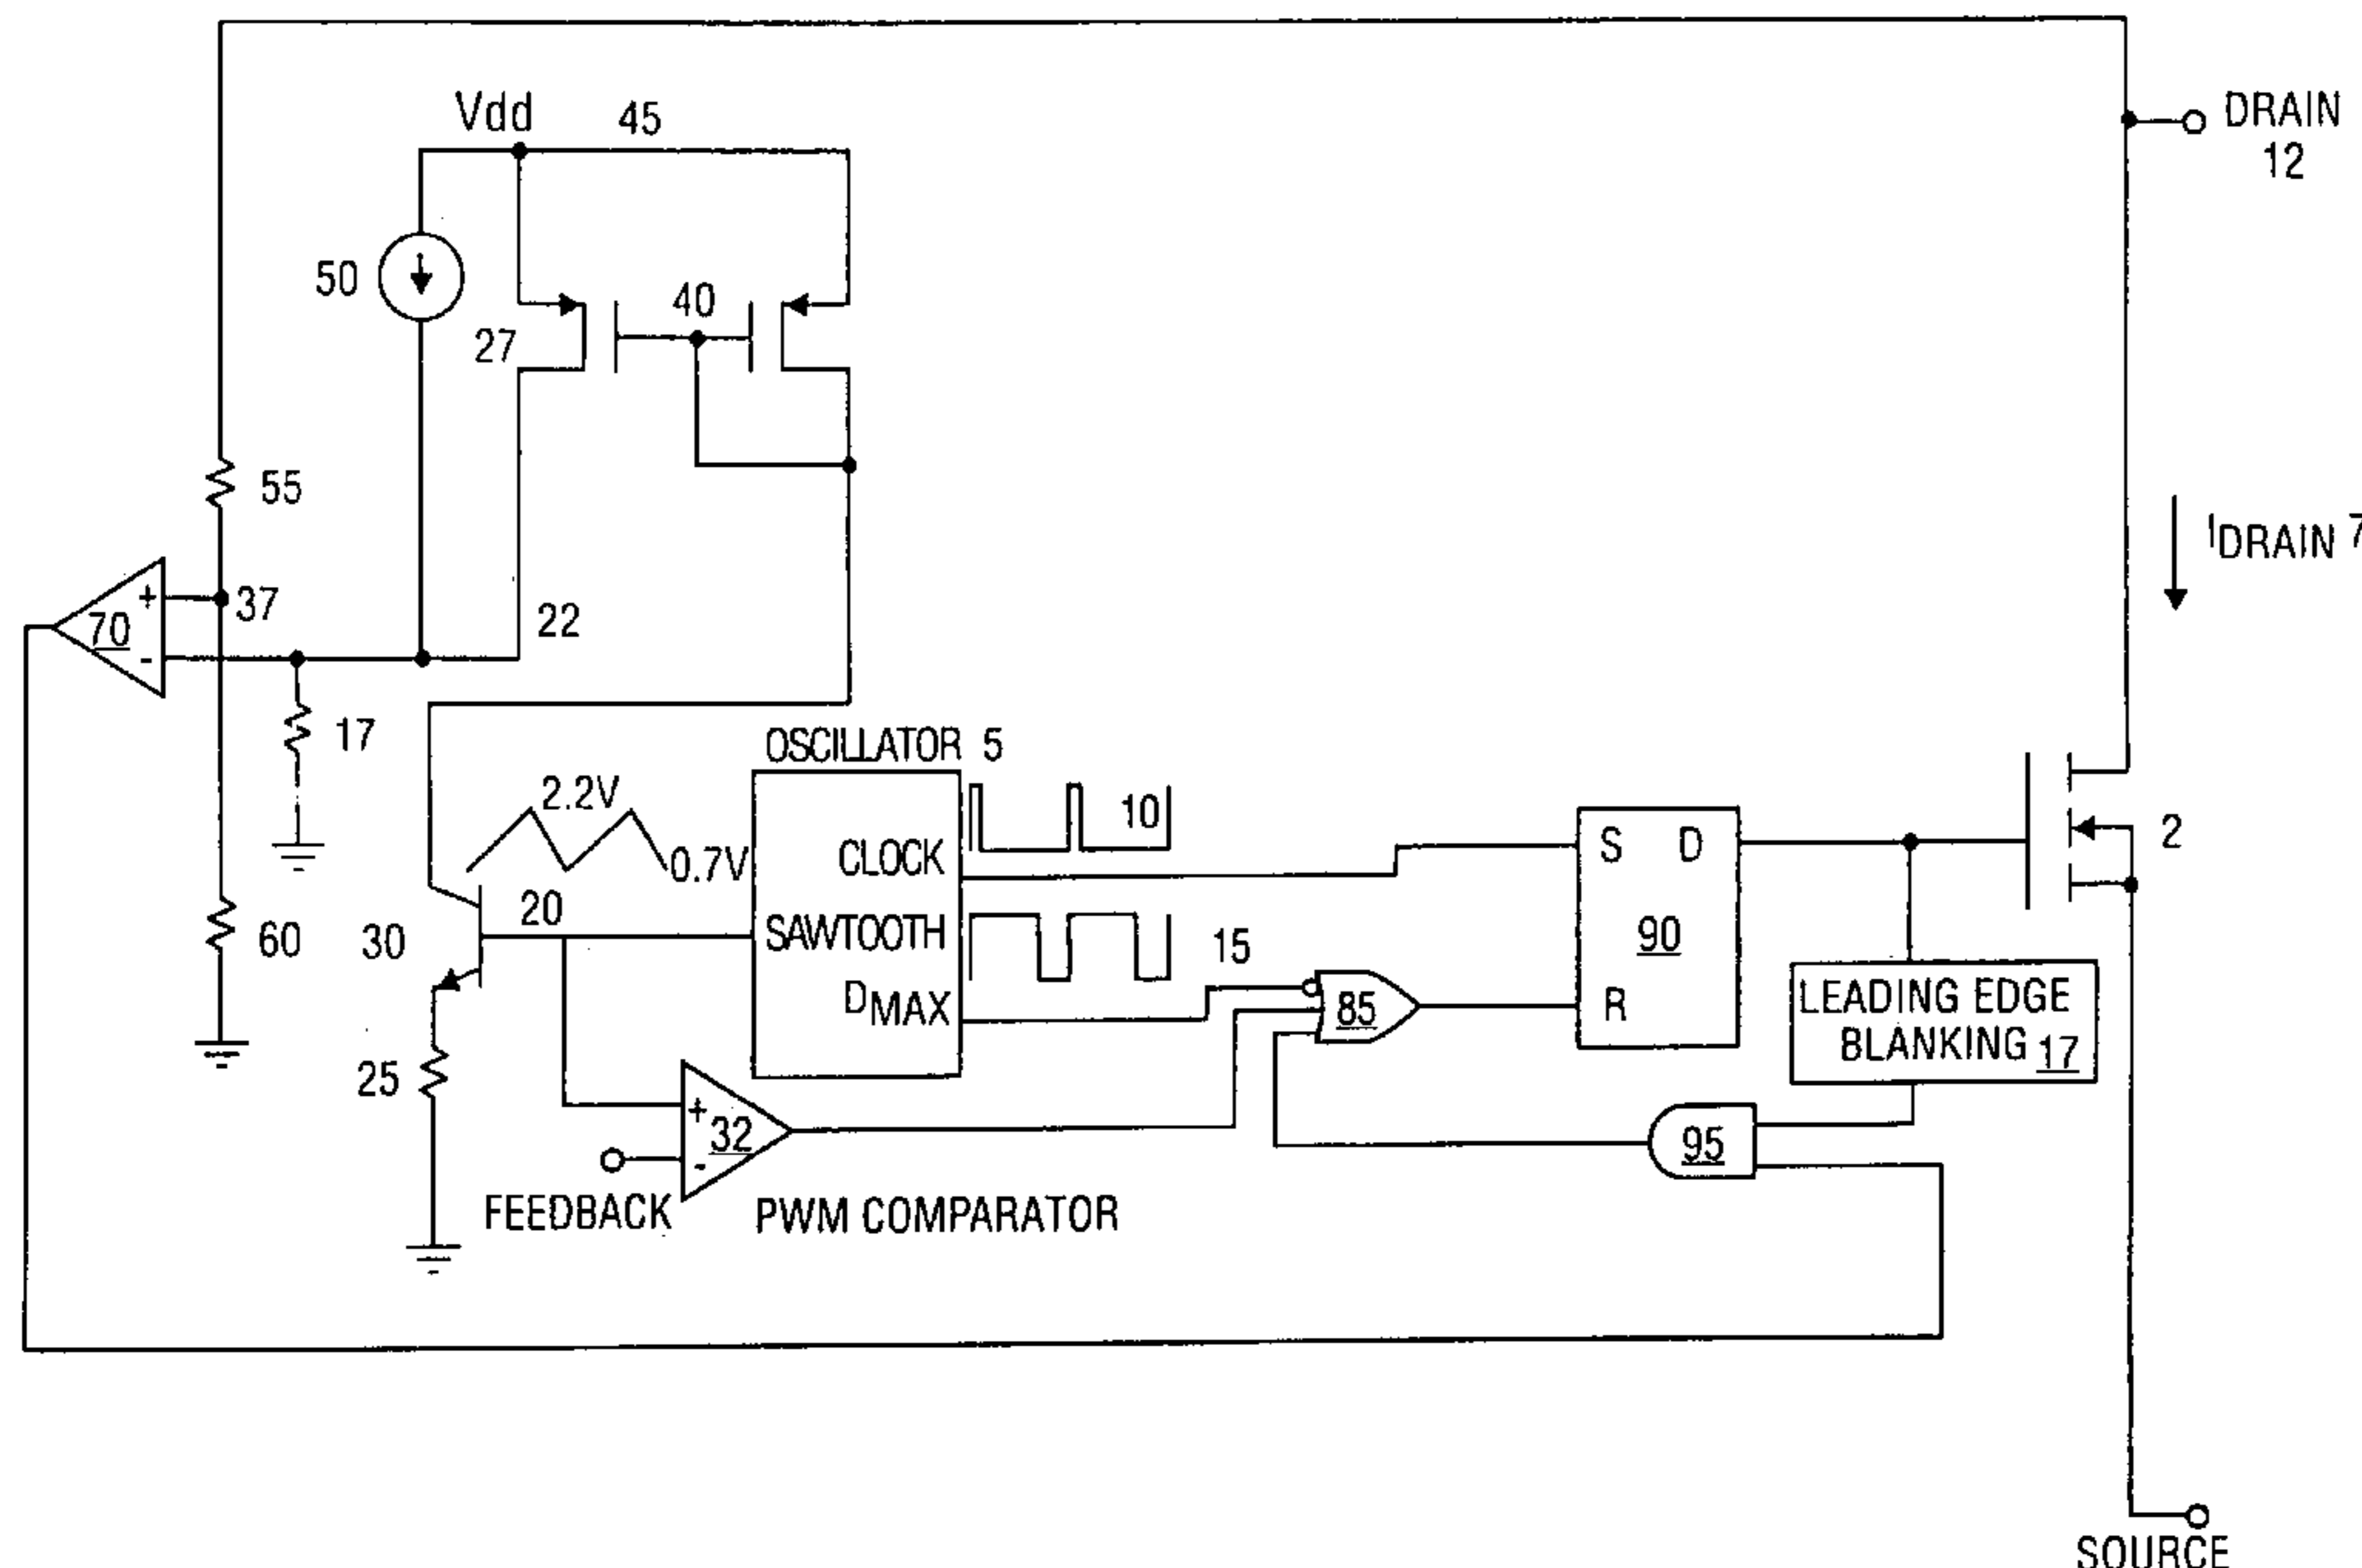 Vdd
45
DRAIN
12
50
40
27
55
IDRAIN 7
+
37
70
-
22
17
OSCILLATOR 5
2.2V
10
0.7V
CLOCK
S D
2
20
SAWTOOTH
15
30
60
90
DMAX
85
R
LEADING EDGE
BLANKING 17
25
+
32
-
95
FEEDBACK
PWM COMPARATOR
SOURCE